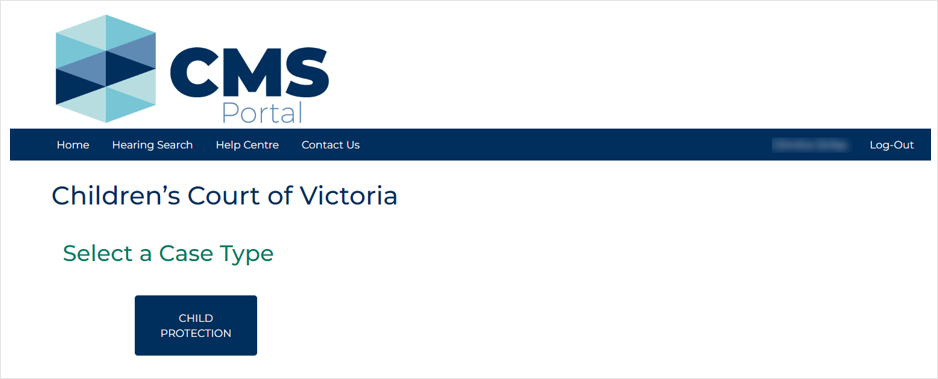 CMS
Portal
Home Hearing Search Help Centre Contact Us Log-Out
Children's Court of Victoria
Select a Case Type
CHILD
PROTECTION